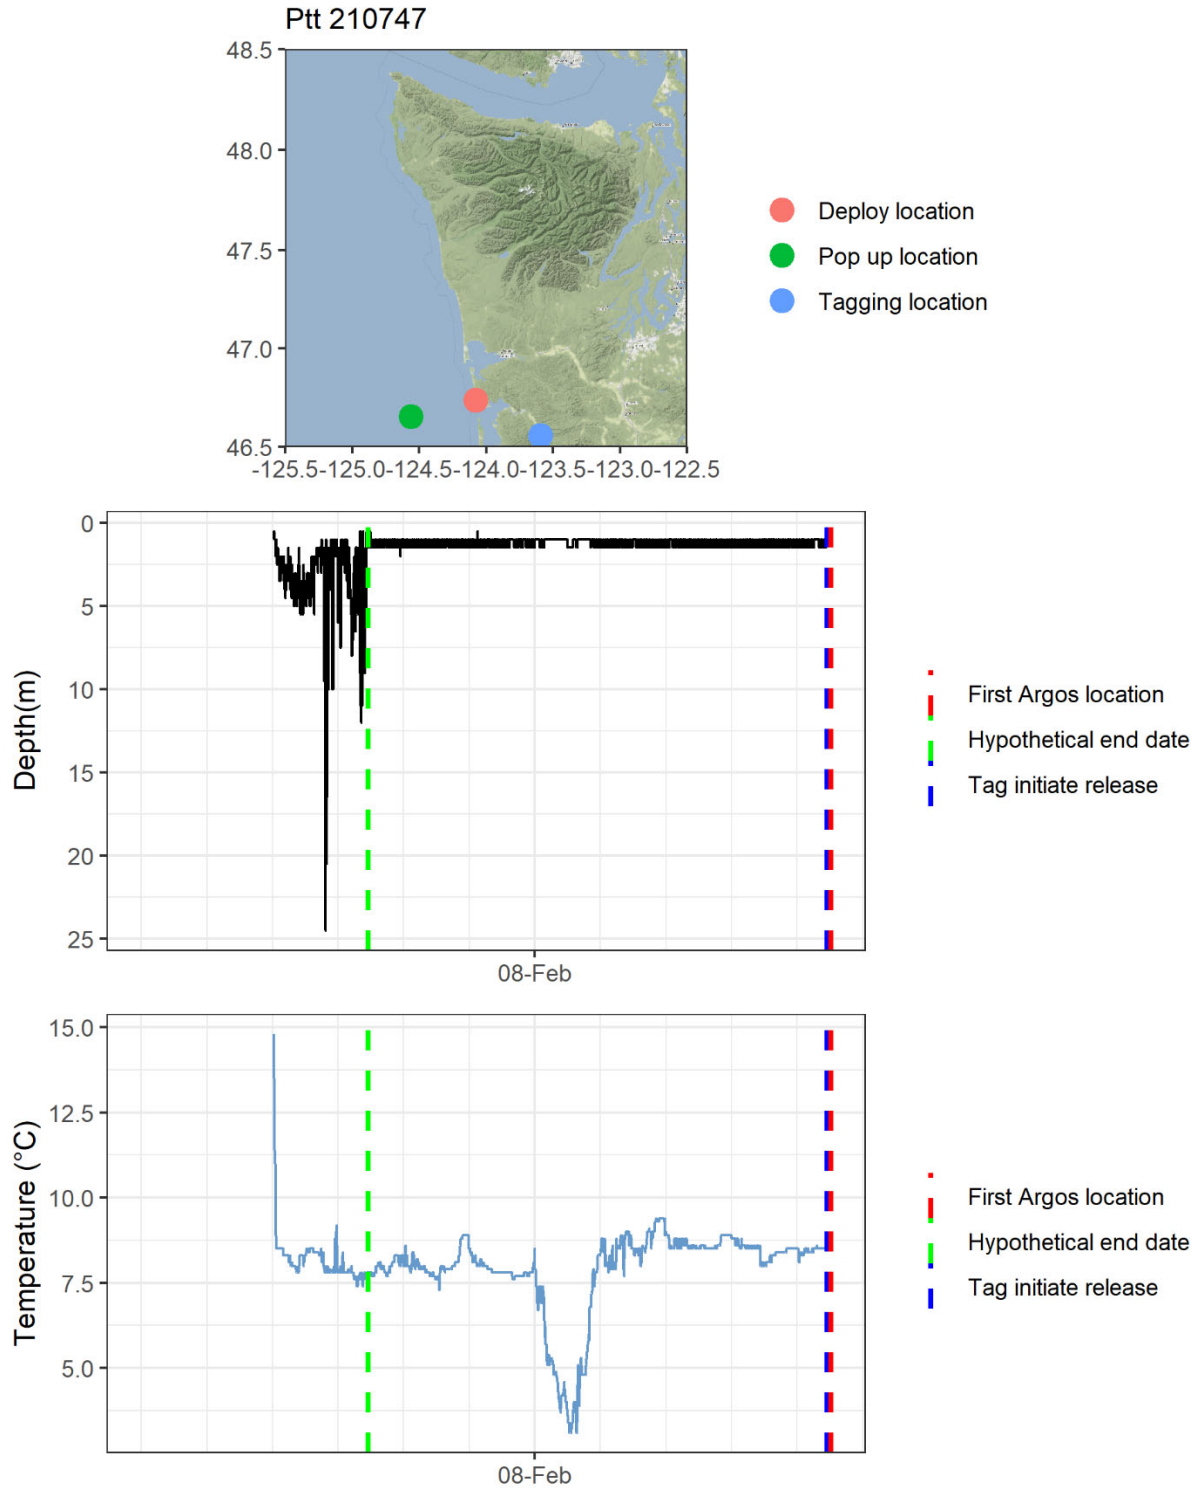 Ptt 210747
48.5
48.0
47.5
47.0
46.5
-125.5-125.0-124.5-124.0-123.5-123.0-122.5
Deploy location
Pop up location
Tagging location
Depth(m)
0
5
10
15
20
25
08-Feb
First Argos location
Hypothetical end date
Tag initiate release
Temperature (°C)
15.0
12.5
10.0
7.5
5.0
08-Feb
First Argos location
Hypothetical end date
Tag initiate release